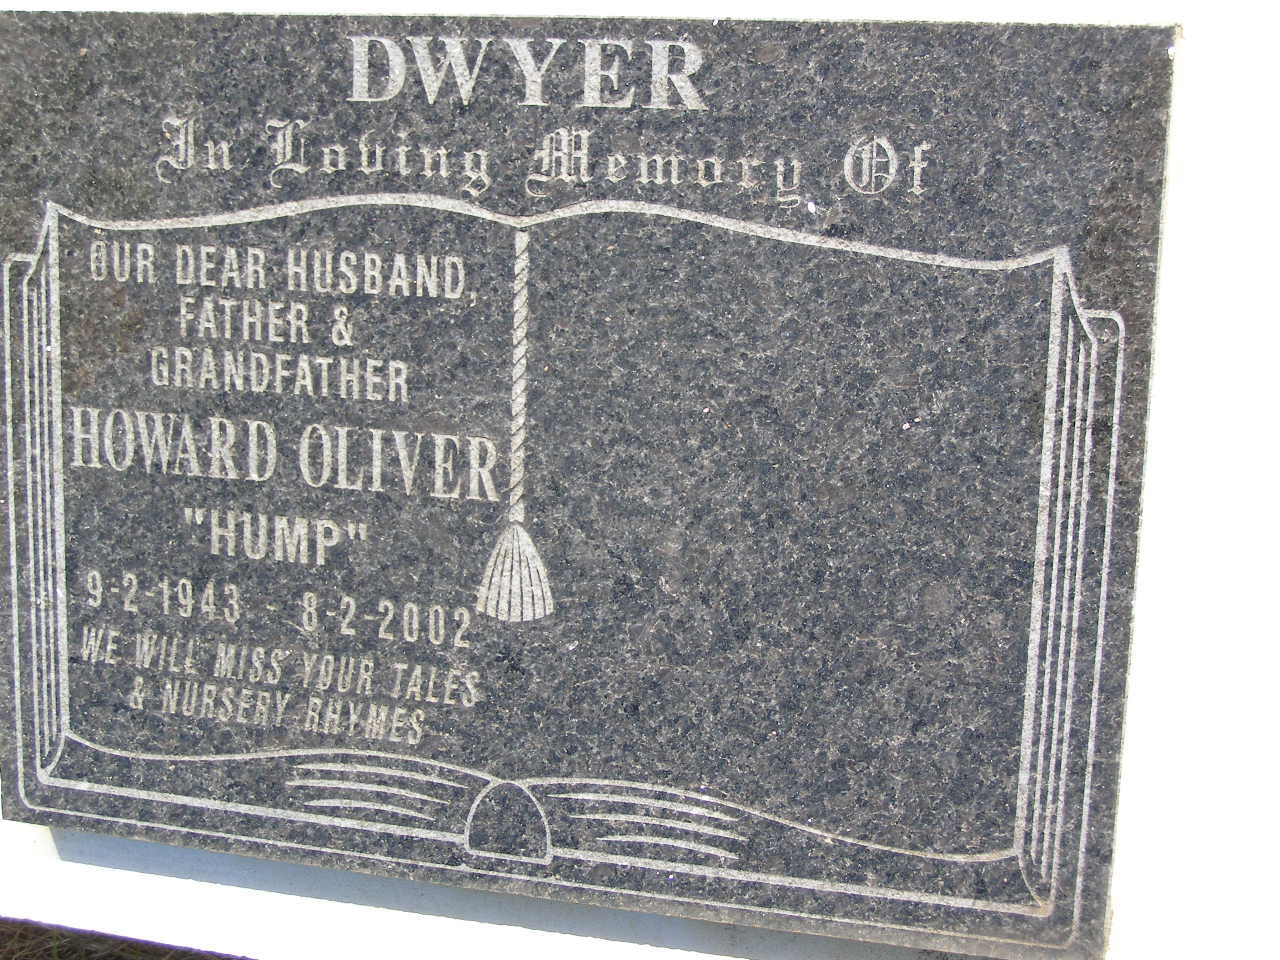 DWYER
In Loving Memory Of
OUR DEAR HUSBAND,
FATHER &
GRANDFATHER
HOWARD OLIVER
"HUMP"
9-2-1943 - 8-2-2002
WE WILL MISS YOUR TALES
& NURSERY RHYMES